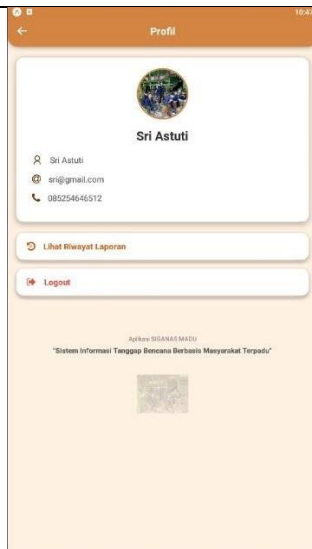 Profil
Sri Astuti
Sri Astuti
sri@gmail.com
085254646512
Lihat Riwayat Laporan
Logout
Aplikasi SIGANAS MADU
"Sistem Informasi Tanggap Bencana Berbasis Masyarakat Terpadu"